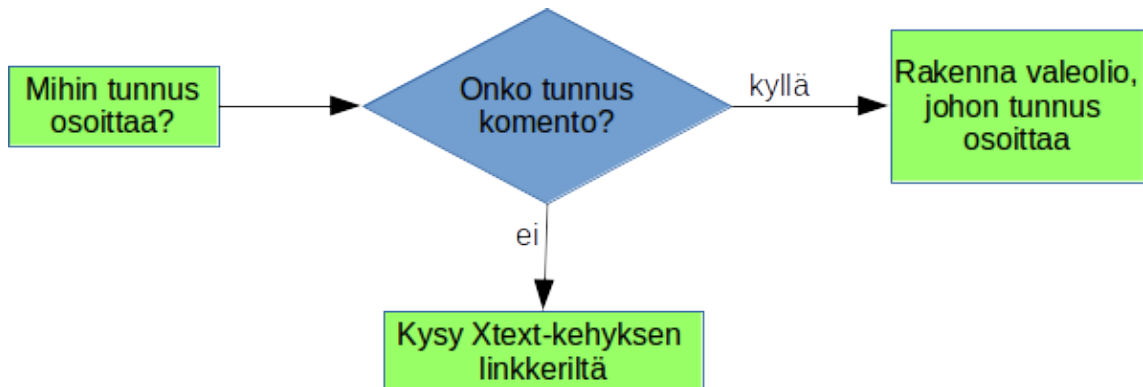 Mihin tunnus
osoittaa?
Onko tunnus
komento?
kyllä
Rakenna valeolio,
johon tunnus
osoittaa
ei
Kysy Xtext-kehyksen
linkkeriltä